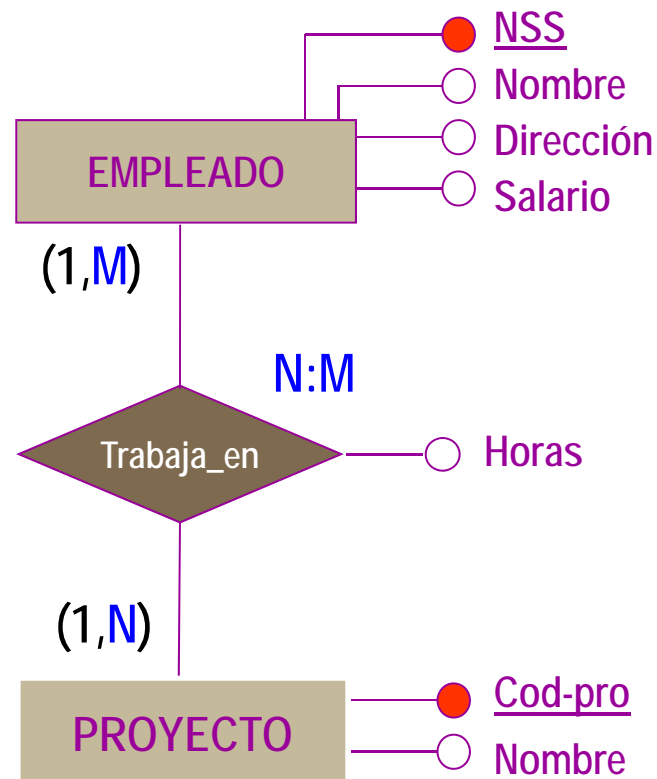 NSS
Nombre
Dirección
EMPLEADO
Salario
(1,M)
N:M
Trabaja_en
Horas
(1,N)
Cod-pro
PROYECTO
Nombre